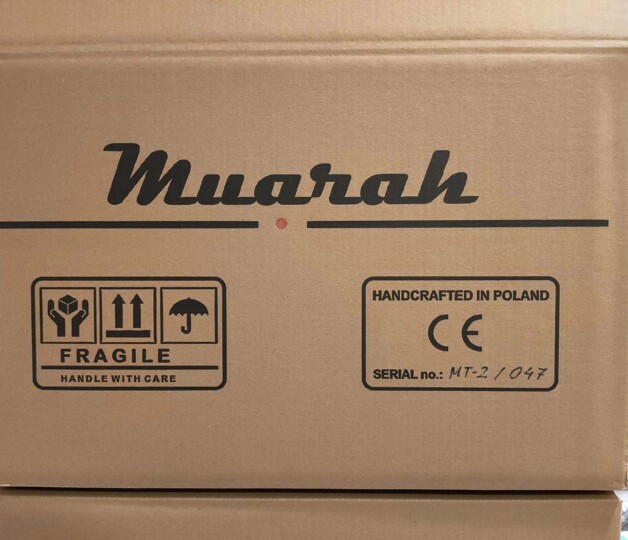 Muarah
FRAGILE
HANDLE WITH CARE
HANDCRAFTED IN POLAND
CE
SERIAL no.: MT-2 / 047